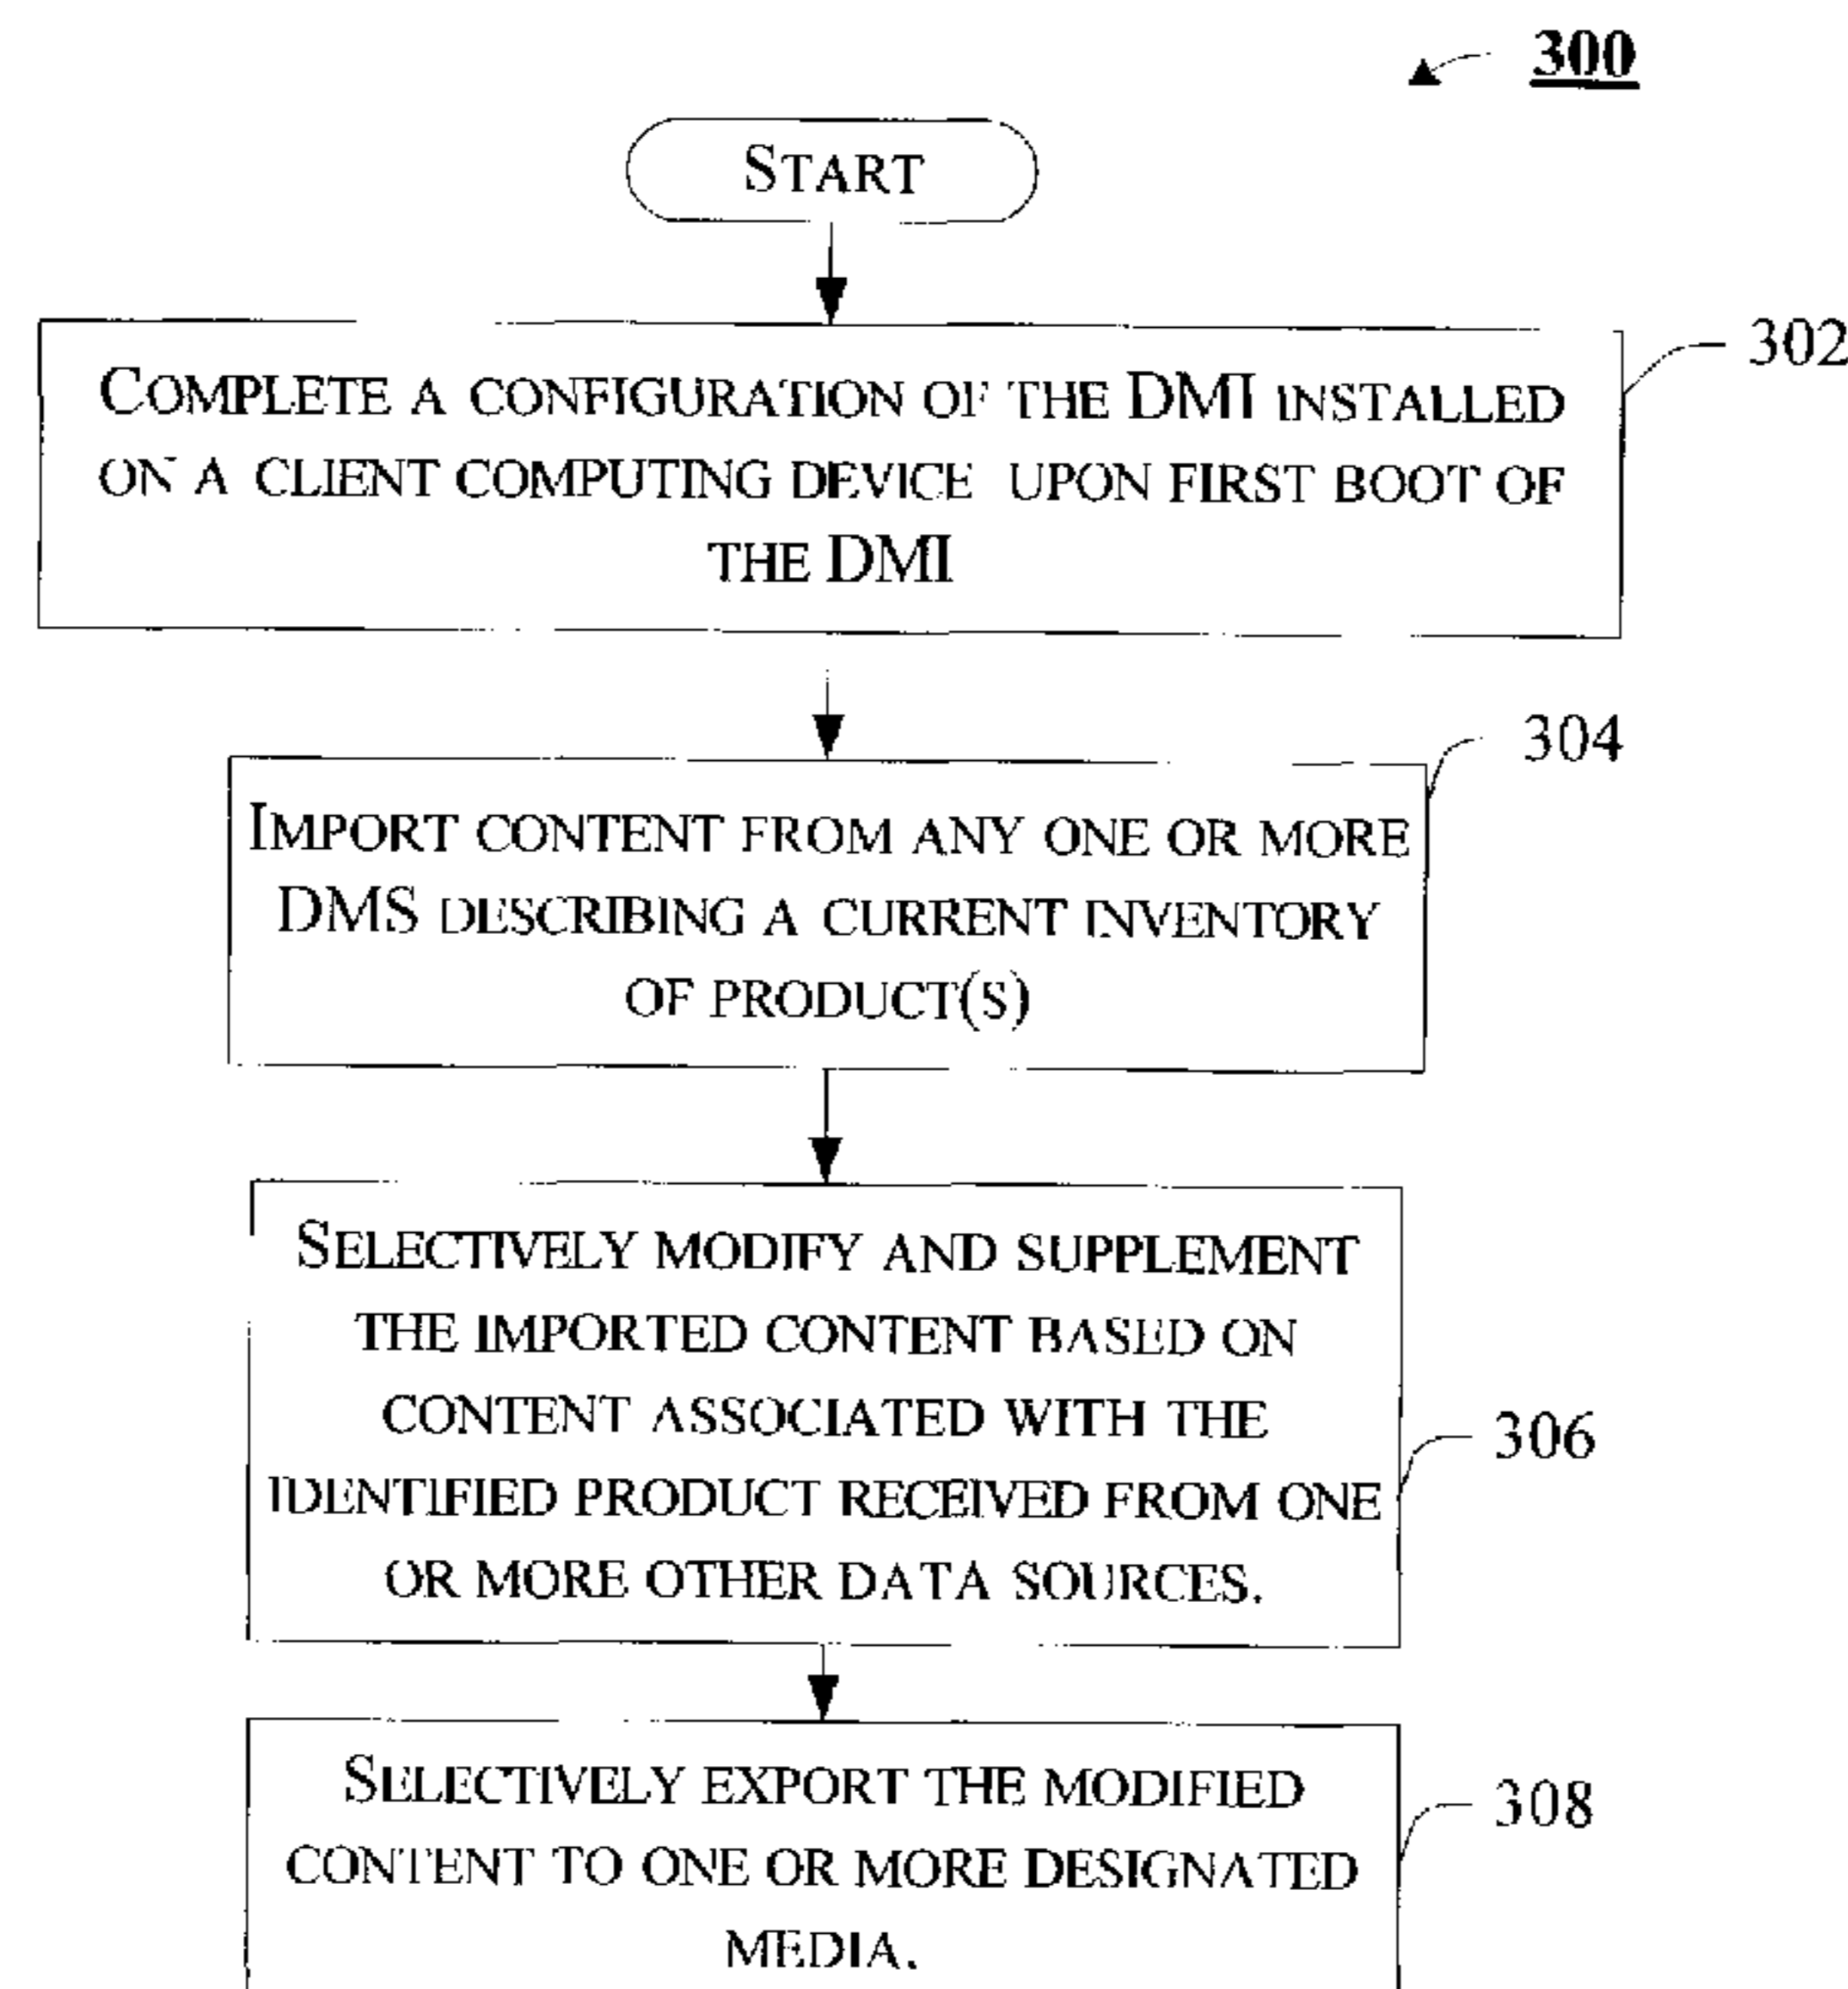 300
START
COMPLETE A CONFIGURATION OF THE DMI INSTALLED
302
ON A CLIENT COMPUTING DEVICE UPON FIRST BOOT OF
THE DMI
304
IMPORT CONTENT FROM ANY ONE OR MORE
DMS DESCRIBING A CURRENT INVENTORY
OF PRODUCT(S)
SELECTIVELY MODIFY AND SUPPLEMENT
THE IMPORTED CONTENT BASED ON
CONTENT ASSOCIATED WITH THE
306
IDENTIFIED PRODUCT RECEIVED FROM ONE
OR MORE OTHER DATA SOURCES.
SELECTIVELY EXPORT THE MODIFIED
308
CONTENT TO ONE OR MORE DESIGNATED
MEDIA.